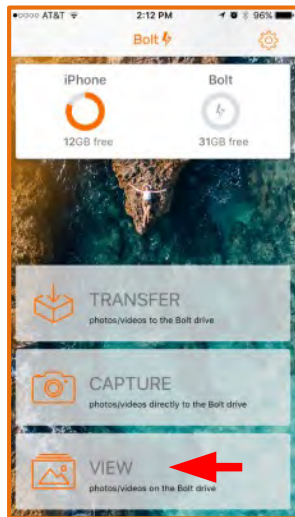 AT&T 2:12 PM 96%
Bolt
iPhone Bolt
12GB free 31GB free
TRANSFER
photos/videos to the Bolt drive
CAPTURE
photos/videos directly to the Bolt drive
VIEW
photos/videos on the Bolt drive